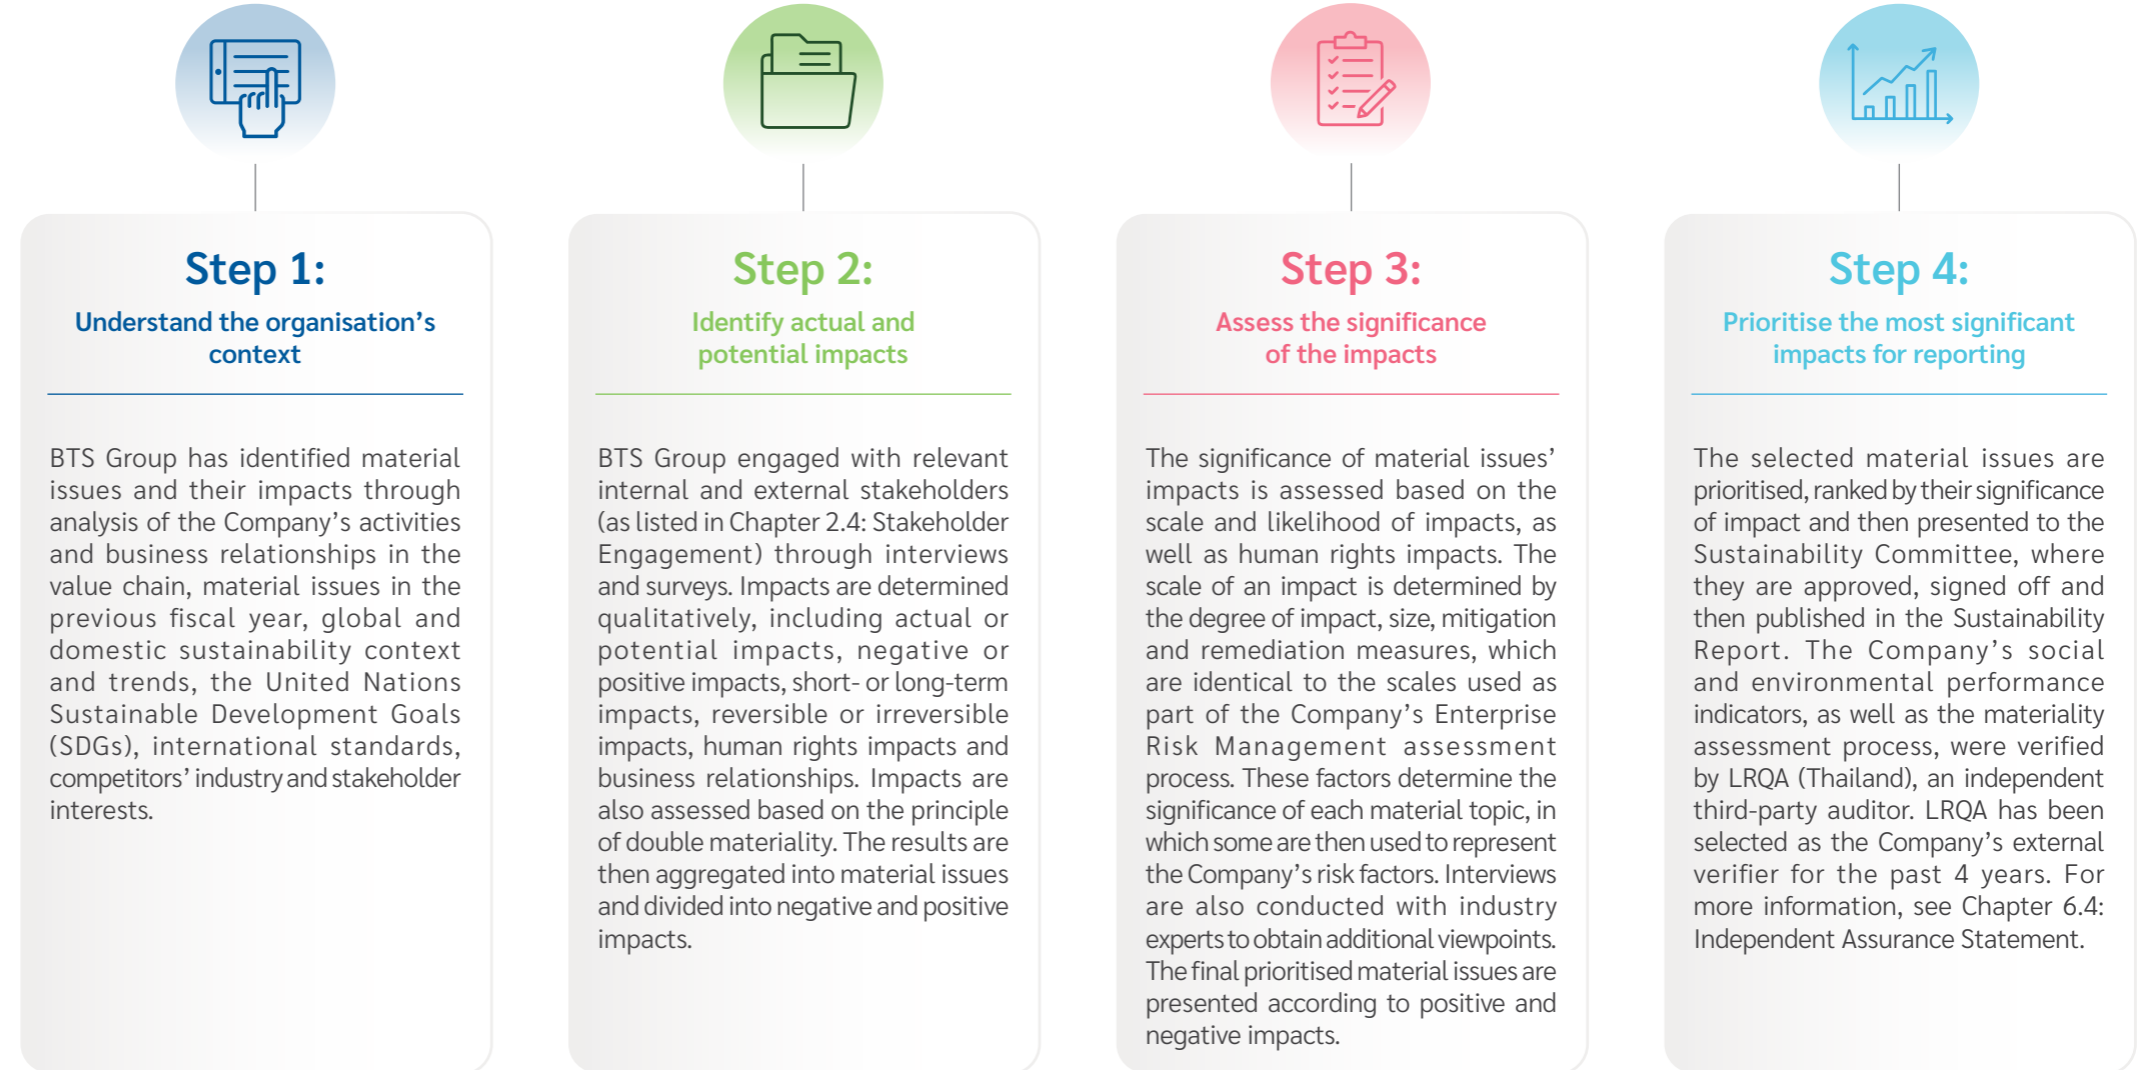 Step 1:
Understand the organisation's
context
BTS Group has identified material
issues and their impacts through
analysis of the Company's activities
and business relationships in the
value chain, material issues in the
previous fiscal year, global and
domestic sustainability context
and trends, the United Nations
Sustainable Development Goals
(SDGs), international standards,
competitors' industry and stakeholder
interests.
Step 2:
Identify actual and
potential impacts
BTS Group engaged with relevant
internal and external stakeholders
(as listed in Chapter 2.4: Stakeholder
Engagement) through interviews
and surveys. Impacts are determined
qualitatively, including actual or
potential impacts, negative or
positive impacts, short- or long-term
impacts, reversible or irreversible
impacts, human rights impacts and
business relationships. Impacts are
also assessed based on the principle
of double materiality. The results are
then aggregated into material issues
and divided into negative and positive
impacts.
Step 3:
Assess the significance
of the impacts
The significance of material issues'
impacts is assessed based on the
scale and likelihood of impacts, as
well as human rights impacts. The
scale of an impact is determined by
the degree of impact, size, mitigation
and remediation measures, which
are identical to the scales used as
part of the Company's Enterprise
Risk Management assessment
process. These factors determine the
significance of each material topic, in
which some are then used to represent
the Company's risk factors. Interviews
are also conducted with industry
experts to obtain additional viewpoints.
The final prioritised material issues are
presented according to positive and
negative impacts.
Step 4:
Prioritise the most significant
impacts for reporting
The selected material issues are
prioritised, ranked by their significance
of impact and then presented to the
Sustainability Committee, where
they are approved, signed off and
then published in the Sustainability
Report. The Company's social
and environmental performance
indicators, as well as the materiality
assessment process, were verified
by LRQA (Thailand), an independent
third-party auditor. LRQA has been
selected as the Company's external
verifier for the past 4 years. For
more information, see Chapter 6.4:
Independent Assurance Statement.